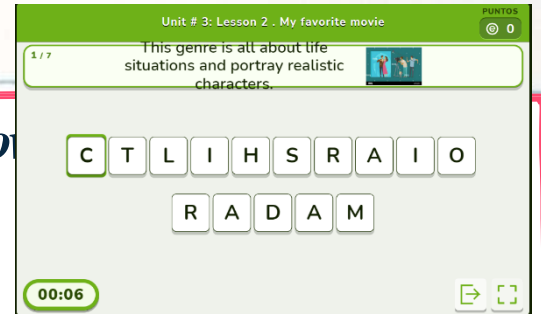 PUNTOS
Unit # 3: Lesson 2 . My favorite movie
0
1 / 7
This genre is all about life
situations and portray realistic
characters.
C T L I H S R A I O
R A D A M
00:06